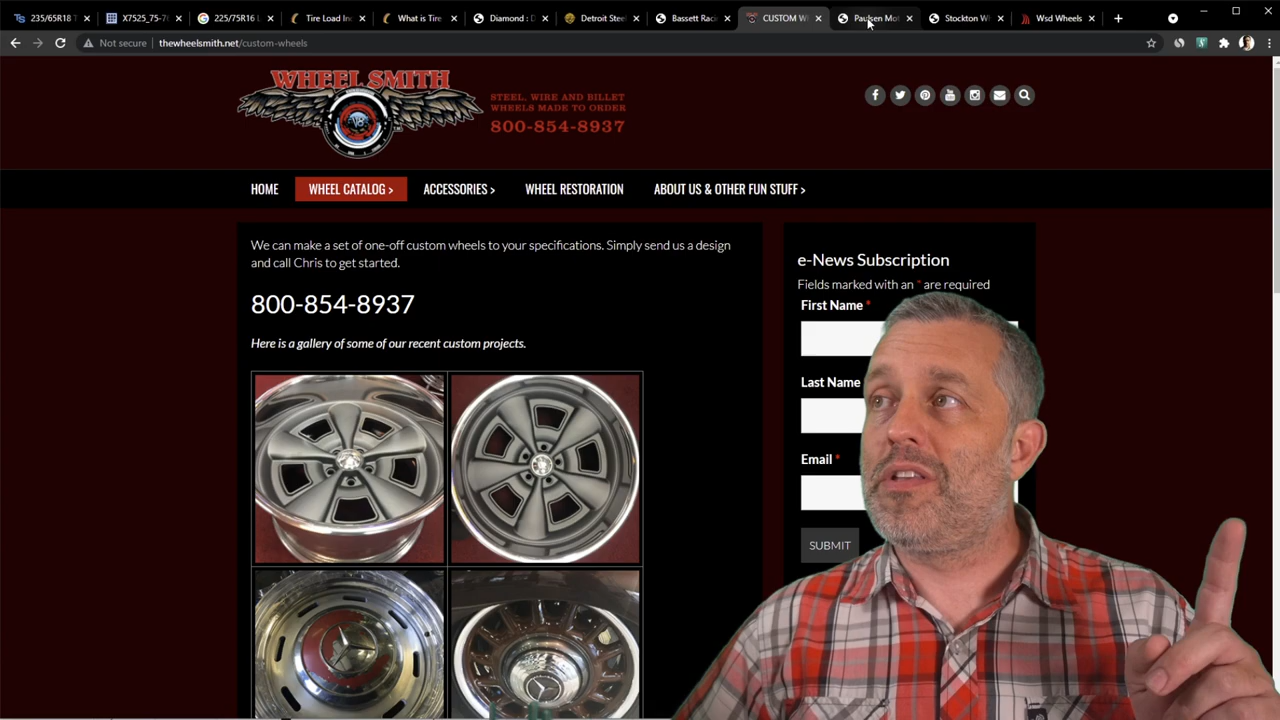 235/65R18 T
X7525_75-7
225/75R16 L
Tire Load In
What is Tire
Diamond : D
Detroit Steel
Bassett Raci
CUSTOM W
Paulsen Mot
Stockton W
Wsd Wheels
Not secure
thewheelsmith.net/custom-wheels
WHEEL SMITH
STEEL, WIRE AND BILLET
WHEELS MADE TO ORDER
800-854-8937
HOME
WHEEL CATALOG >
ACCESSORIES >
WHEEL RESTORATION
ABOUT US & OTHER FUN STUFF >
We can make a set of one-off custom wheels to your specifications. Simply send us a design
and call Chris to get started.
800-854-8937
Here is a gallery of some of our recent custom projects.
e-News Subscription
Fields marked with an * are required
First Name *
Last Name
Email *
SUBMIT